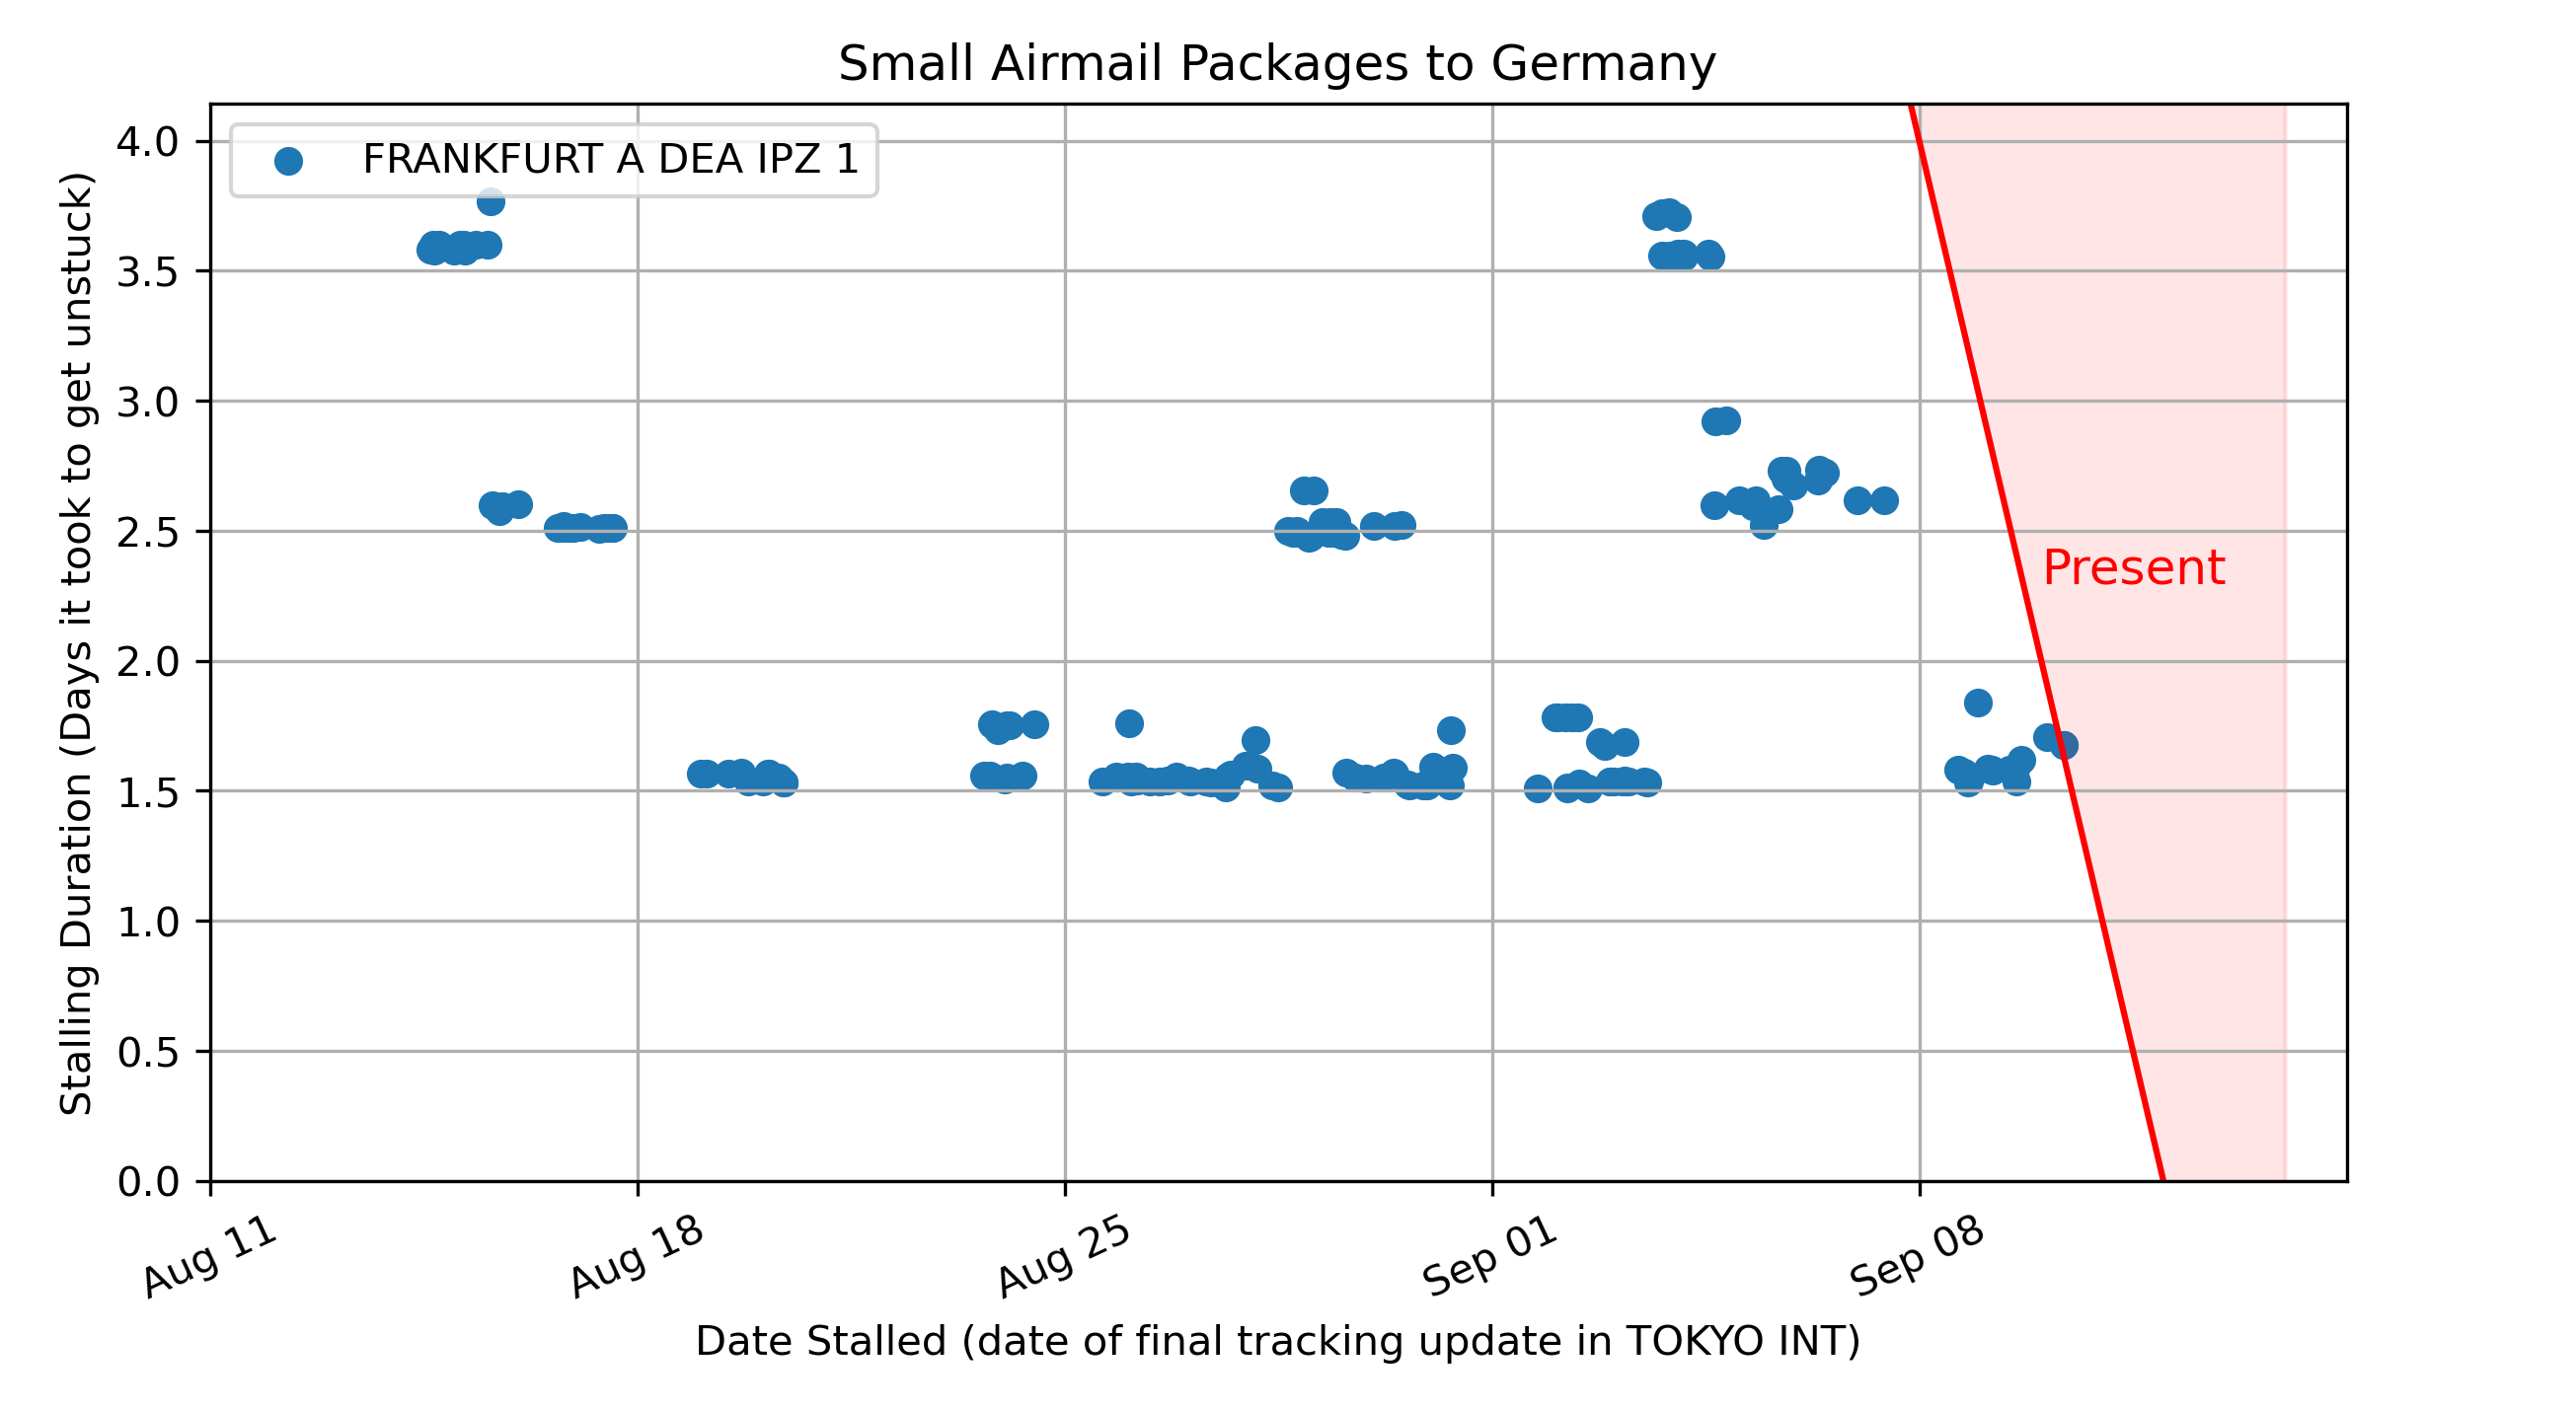 Small Airmail Packages to Germany
FRANKFURT A DEA IPZ 1
Stalling Duration (Days it took to get unstuck)
4.0
3.5
3.0
2.5
2.0
1.5
1.0
0.5
0.0
Present
Aug 11
Aug 18
Aug 25
Sep 01
Sep 08
Date Stalled (date of final tracking update in TOKYO INT)